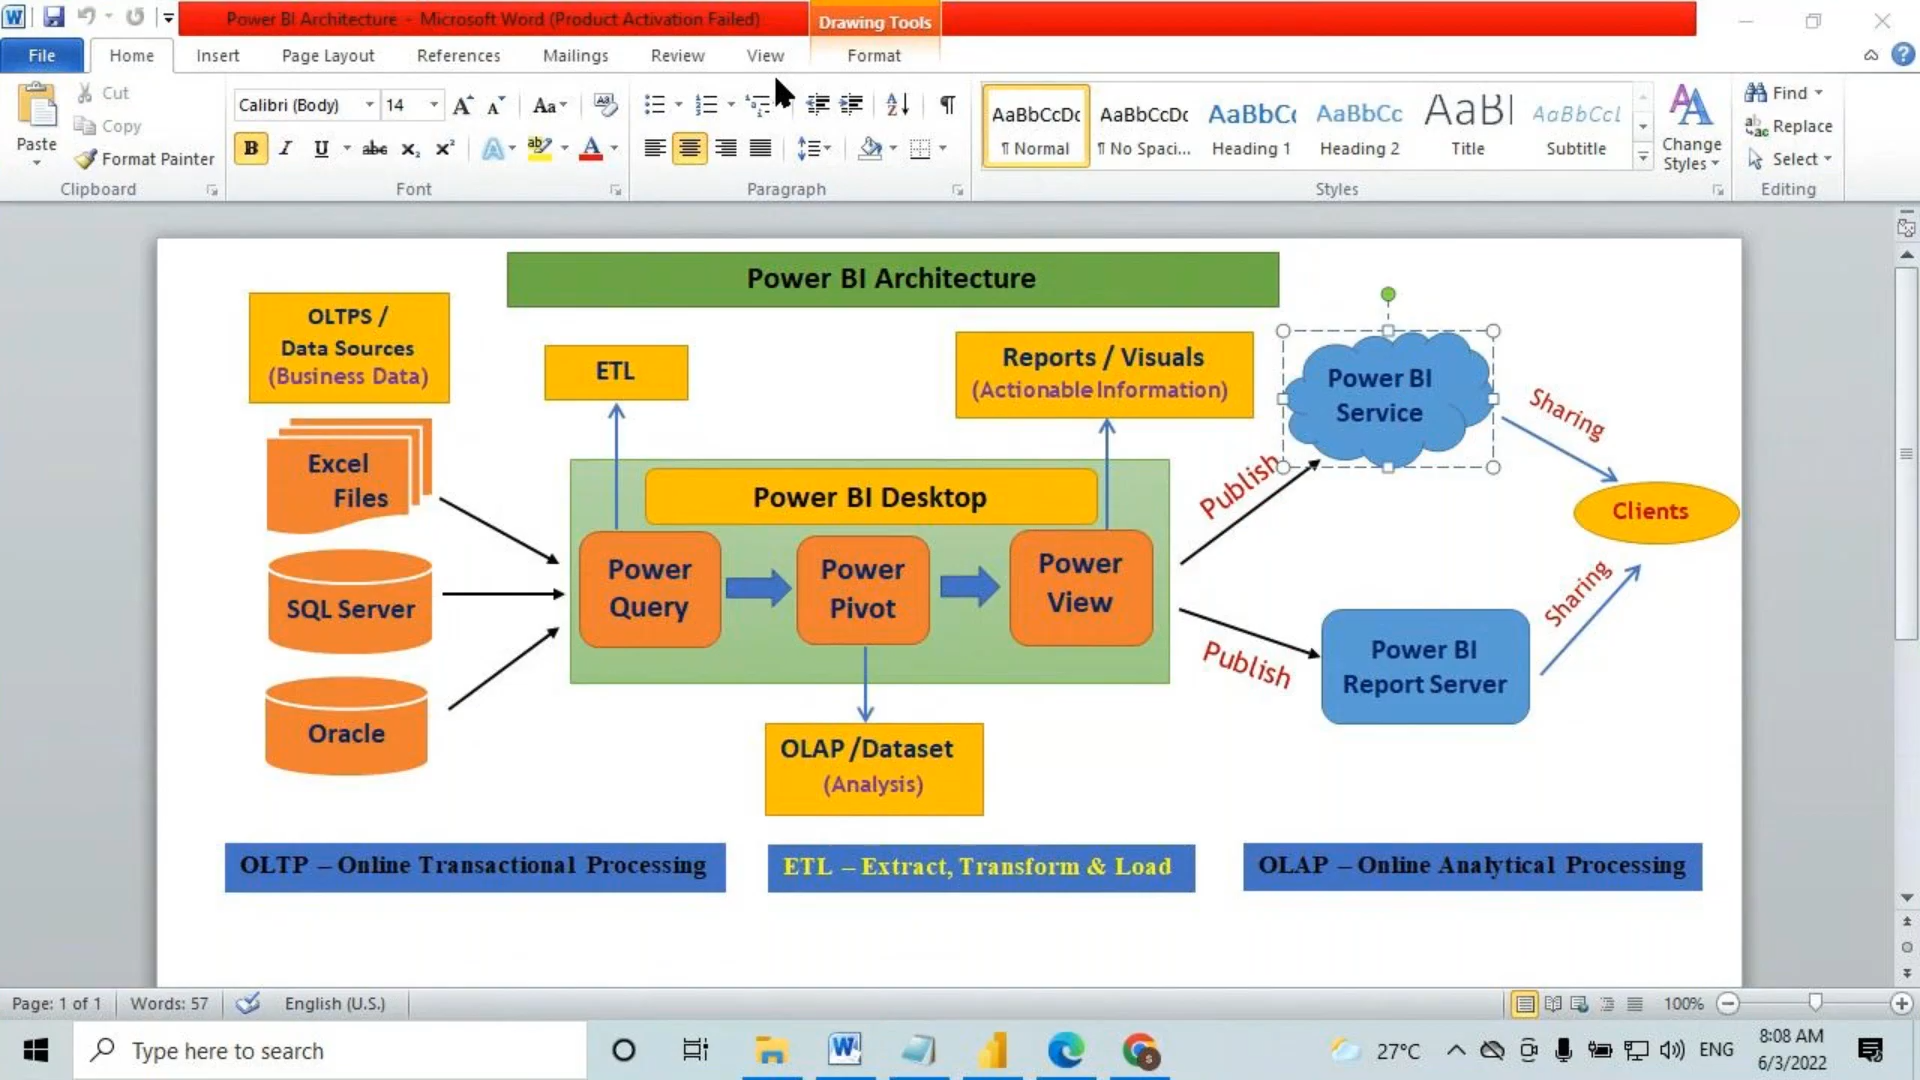 Power BI Architecture - Microsoft Word (Product Activation Failed)
Drawing Tools
File
Home
Insert
Page Layout
References
Mailings
Review
View
Format
Paste
Cut
Copy
Format Painter
Clipboard
Calibri (Body)
14
Font
Paragraph
AaBbCcDc
¶ Normal
AaBbCcDc
¶ No Spaci...
AaBbC
Heading 1
AaBbCc
Heading 2
AaBl
Title
AaBbCcl
Subtitle
Styles
Change
Styles
Find
Replace
Select
Editing
Power BI Architecture
OLTPS /
Data Sources
(Business Data)
ETL
Reports / Visuals
(Actionable Information)
Power BI
Service
Sharing
Excel
Files
Power BI Desktop
Publish
Clients
SQL Server
Power
Query
Power
Pivot
Power
View
Sharing
Publish
Power BI
Report Server
Oracle
OLAP /Dataset
(Analysis)
OLTP – Online Transactional Processing
ETL – Extract, Transform & Load
OLAP – Online Analytical Processing
Page: 1 of 1
Words: 57
English (U.S.)
100%
Type here to search
27°C
ENG
8:08 AM
6/3/2022